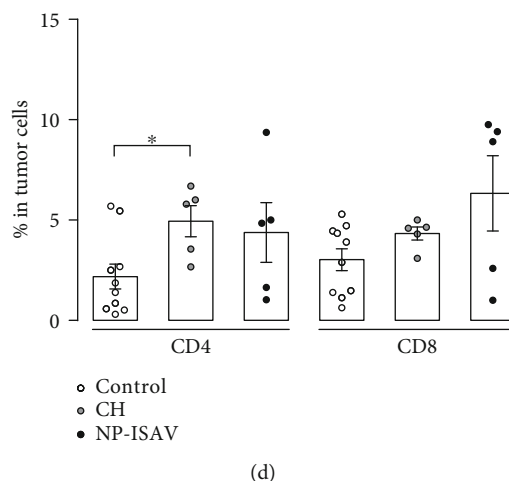 15
10
5
0
% in tumor cells
*
CD4
CD8
Control
CH
NP-ISAV
(d)